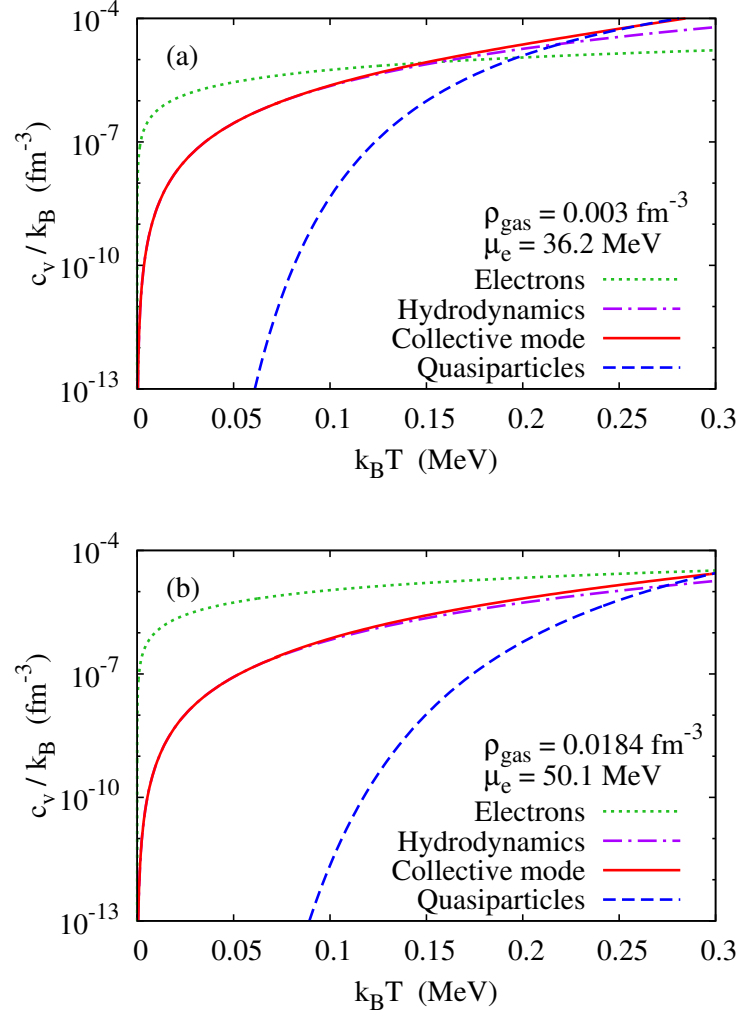 10⁻⁴
(a)
10⁻⁷
c_v / k_B (fm⁻³)
ρ_gas = 0.003 fm⁻³
μ_e = 36.2 MeV
10⁻¹⁰
Electrons
Hydrodynamics
Collective mode
Quasiparticles
10⁻¹³
0 0.05 0.1 0.15 0.2 0.25 0.3
k_BT (MeV)
10⁻⁴
(b)
10⁻⁷
c_v / k_B (fm⁻³)
ρ_gas = 0.0184 fm⁻³
μ_e = 50.1 MeV
10⁻¹⁰
Electrons
Hydrodynamics
Collective mode
Quasiparticles
10⁻¹³
0 0.05 0.1 0.15 0.2 0.25 0.3
k_BT (MeV)